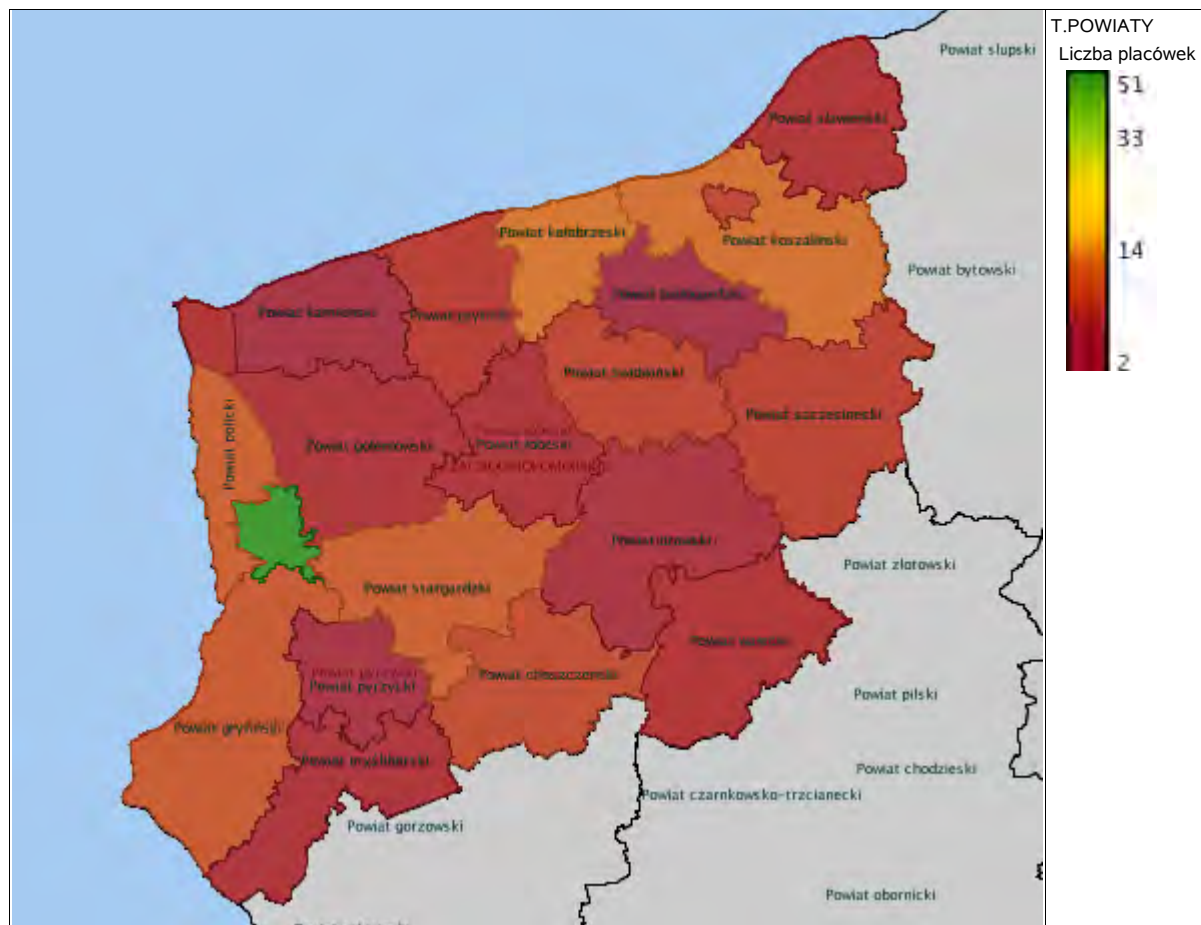 T.POWIATY
Liczba placówek
51
33
14
2
Powiat słupski
Powiat sławieński
Powiat kołobrzeski
Powiat koszaliński
Powiat bytowski
Powiat kamieński
Powiat białogardzki
Powiat świdwiński
Powiat szczecinecki
Powiat policki
Powiat goleniowski
Powiat łobeski
Powiat drawski
Powiat złotowski
Powiat stargardzki
Powiat wałecki
Powiat pyrzycki
Powiat choszczeński
Powiat pilski
Powiat gryfiński
Powiat myśliborski
Powiat chodzieski
Powiat czarnkowsko-trzcianecki
Powiat gorzowski
Powiat obornicki